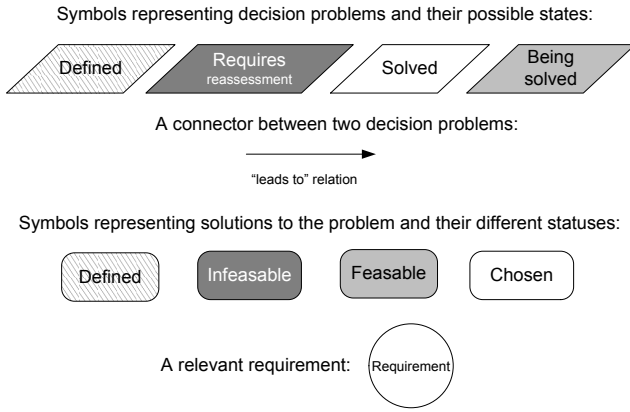 Symbols representing decision problems and their possible states:
Defined
Requires
reassessment
Solved
Being
solved
A connector between two decision problems:
“leads to” relation
Symbols representing solutions to the problem and their different statuses:
Defined
Infeasable
Feasable
Chosen
A relevant requirement:
Requirement